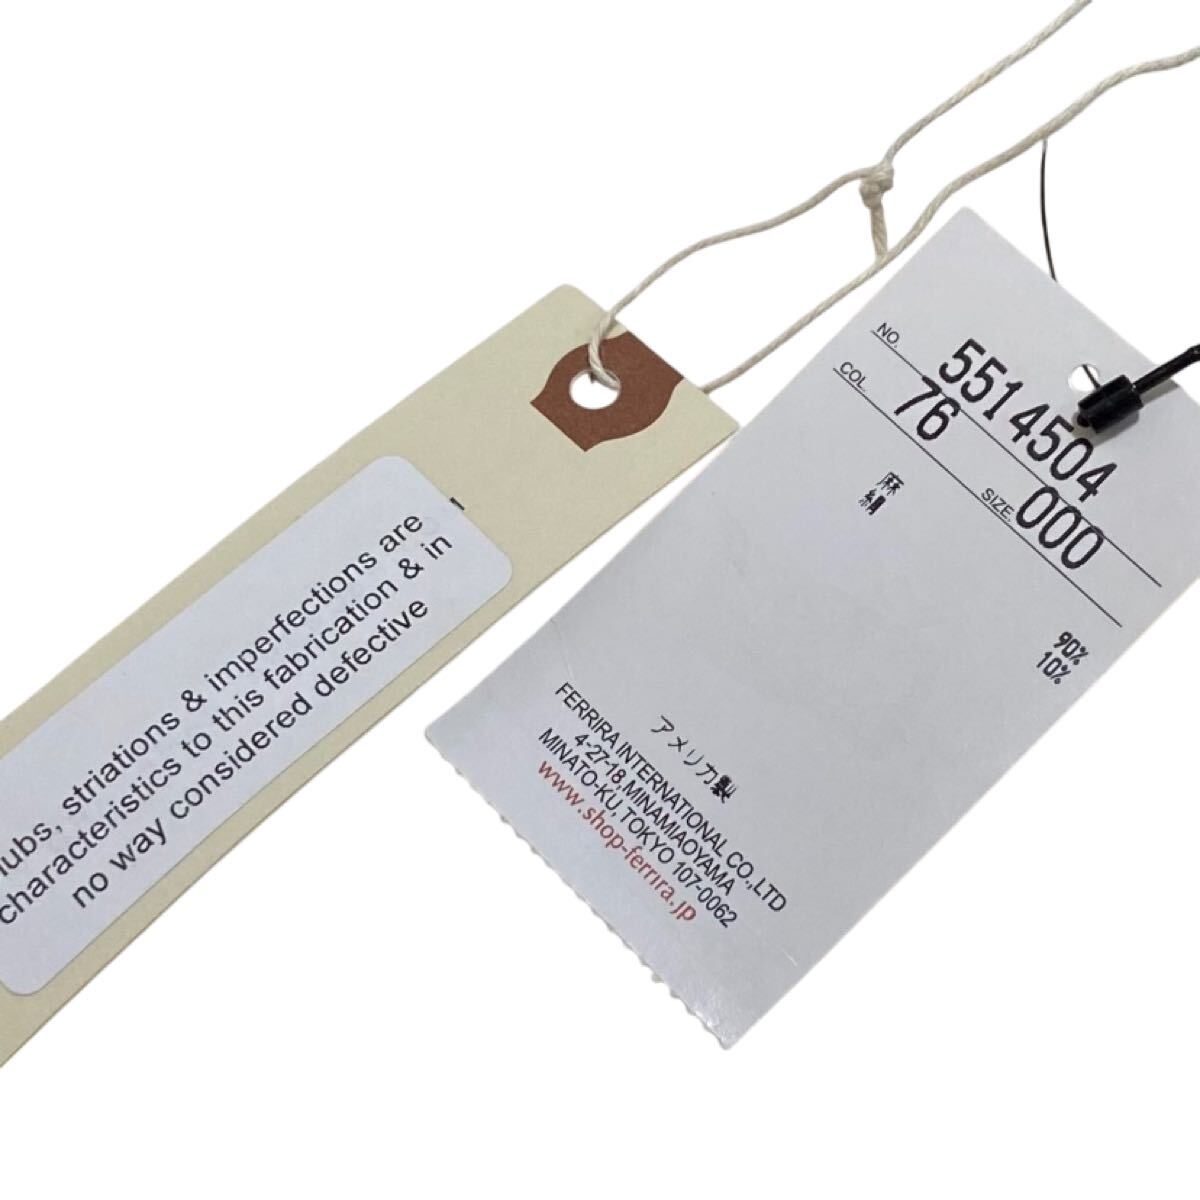 lubs, striations & imperfections are
characteristics to this fabrication & in
no way considered defective
NO. 5514504
COL. 76 SIZE. 000
麻 90%
絹 10%
アメリカ製
FERRIRA INTERNATIONAL CO.,LTD
4-27-18,MINAMIAOYAMA
MINATO-KU,TOKYO 107-0062
www.shop-ferrira.jp